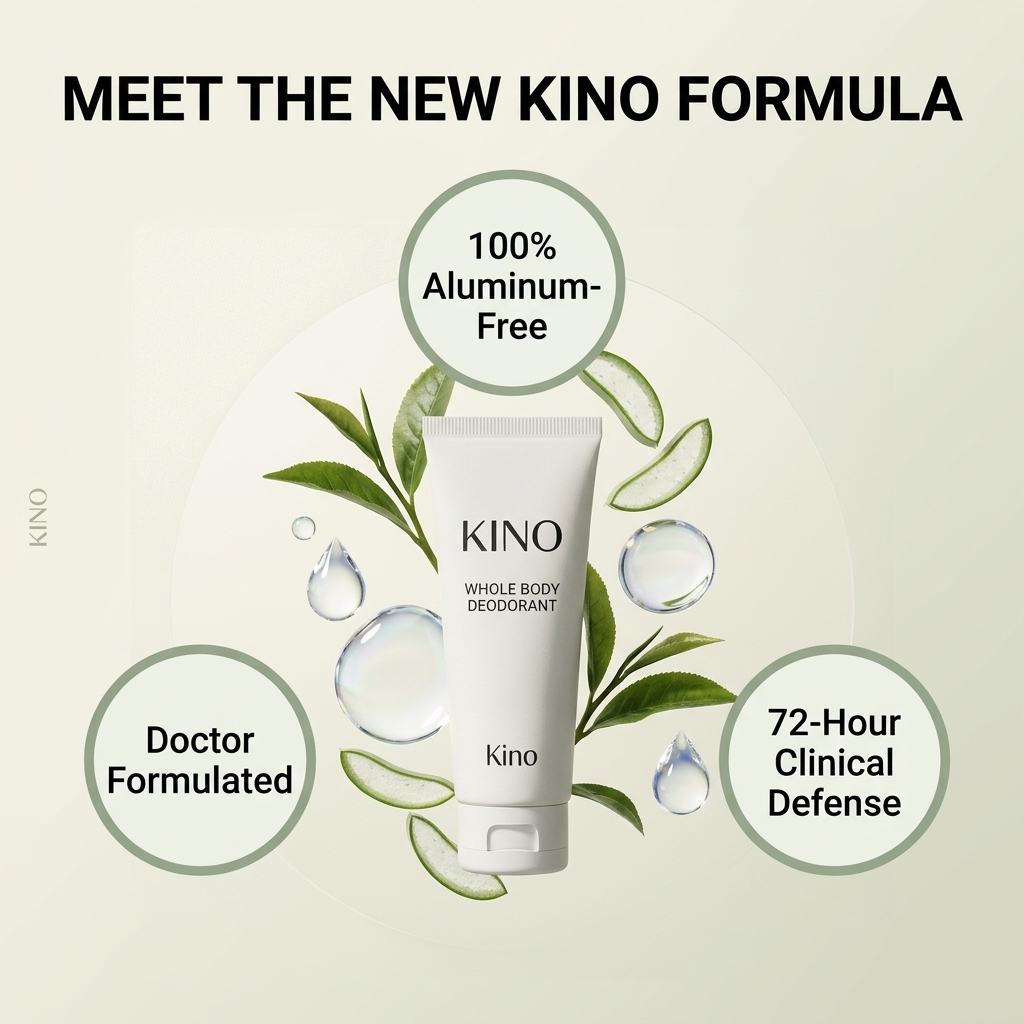 MEET THE NEW KINO FORMULA
100%
Aluminum-
Free
KINO
KINO
WHOLE BODY
DEODORANT
Kino
Doctor
Formulated
72-Hour
Clinical
Defense